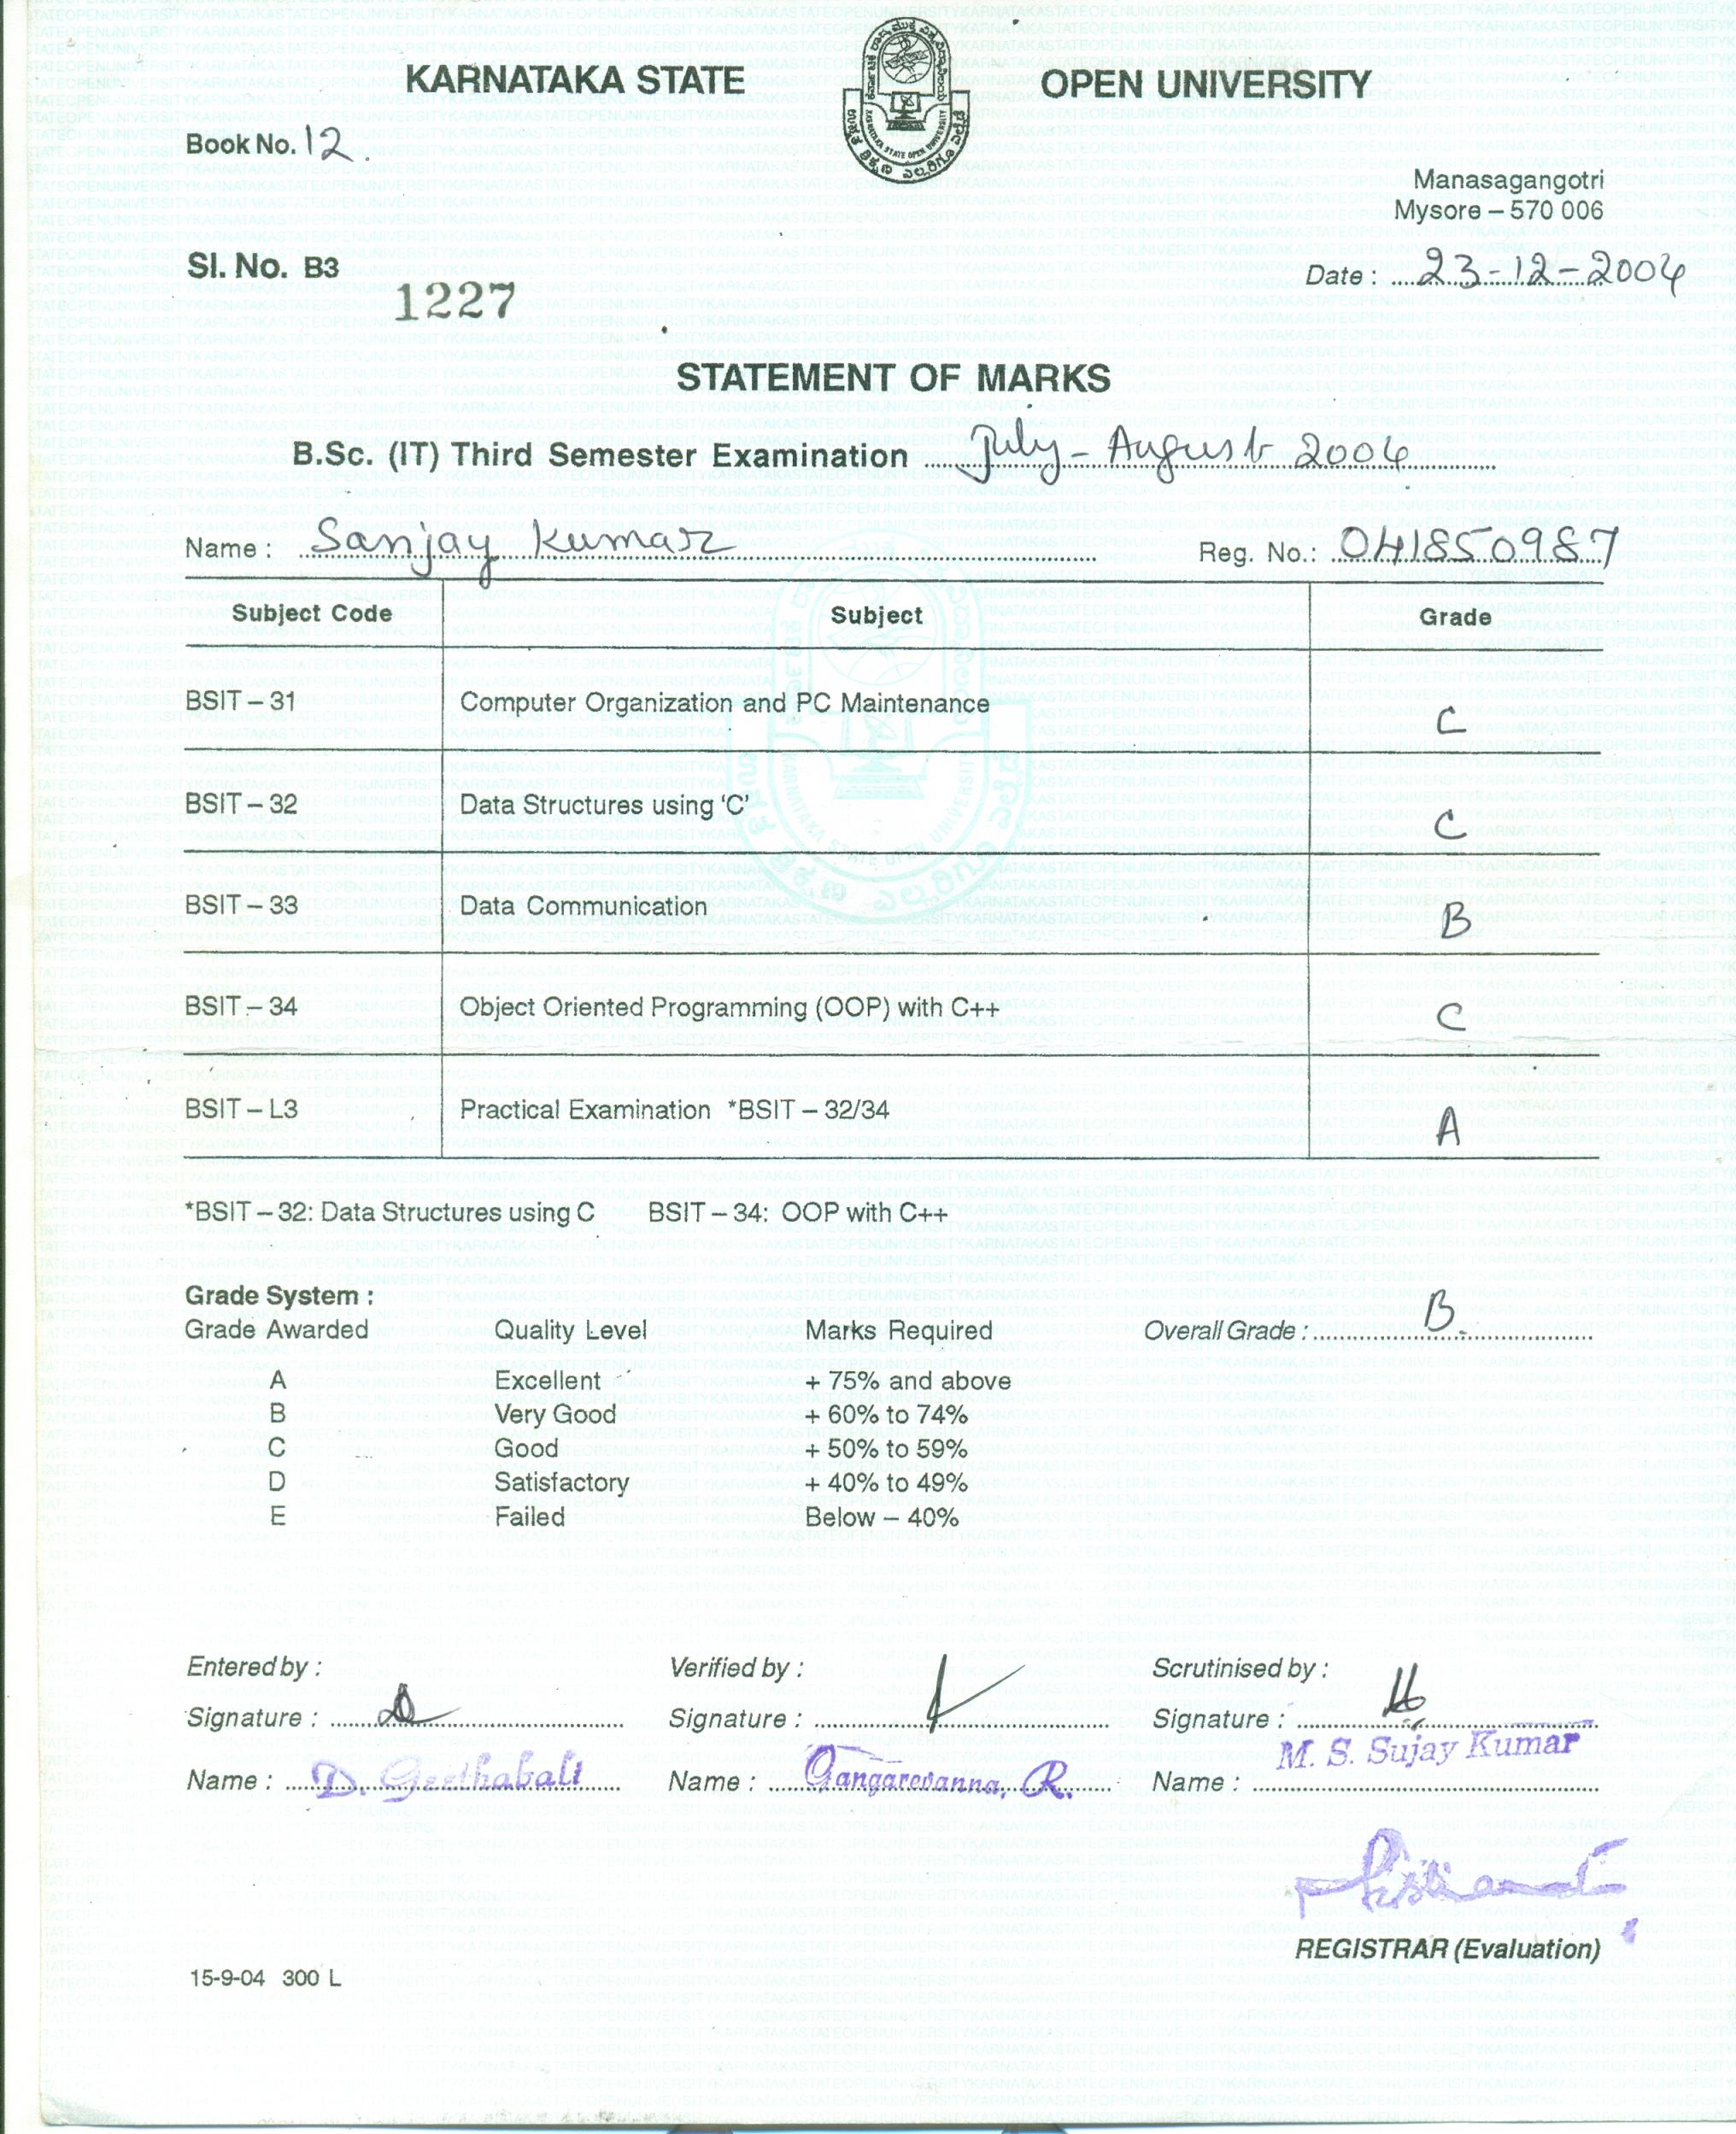 KARNATAKA STATE OPEN UNIVERSITY
KARNATAKA STATE OPEN UNIVERSITY
Book No. 12.
Manasagangotri
Mysore – 570 006
Sl. No. B3
1227
Date : 23-12-2004
STATEMENT OF MARKS
B.Sc. (IT) Third Semester Examination July - August 2004
Name : Sanjay Kumar Reg. No.: 0418S0987
Subject Code Subject Grade
BSIT – 31 Computer Organization and PC Maintenance C
BSIT – 32 Data Structures using ‘C’ C
BSIT – 33 Data Communication B
BSIT – 34 Object Oriented Programming (OOP) with C++ C
BSIT – L3 Practical Examination *BSIT – 32/34 A
*BSIT – 32: Data Structures using C BSIT – 34: OOP with C++
Grade System :
Grade Awarded Quality Level Marks Required Overall Grade : B.
A Excellent + 75% and above
B Very Good + 60% to 74%
C Good + 50% to 59%
D Satisfactory + 40% to 49%
E Failed Below – 40%
Entered by : Verified by : Scrutinised by :
Signature : Signature : Signature :
M. S. Sujay Kumar
Name : D. Geethabali Name : Gangarevanna, R. Name :
REGISTRAR (Evaluation)
15-9-04 300 L